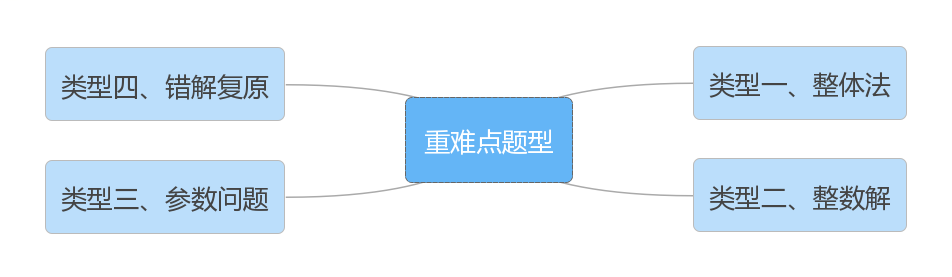 类型四、错解复原
类型一、整体法
重难点题型
类型三、参数问题
类型二、整数解